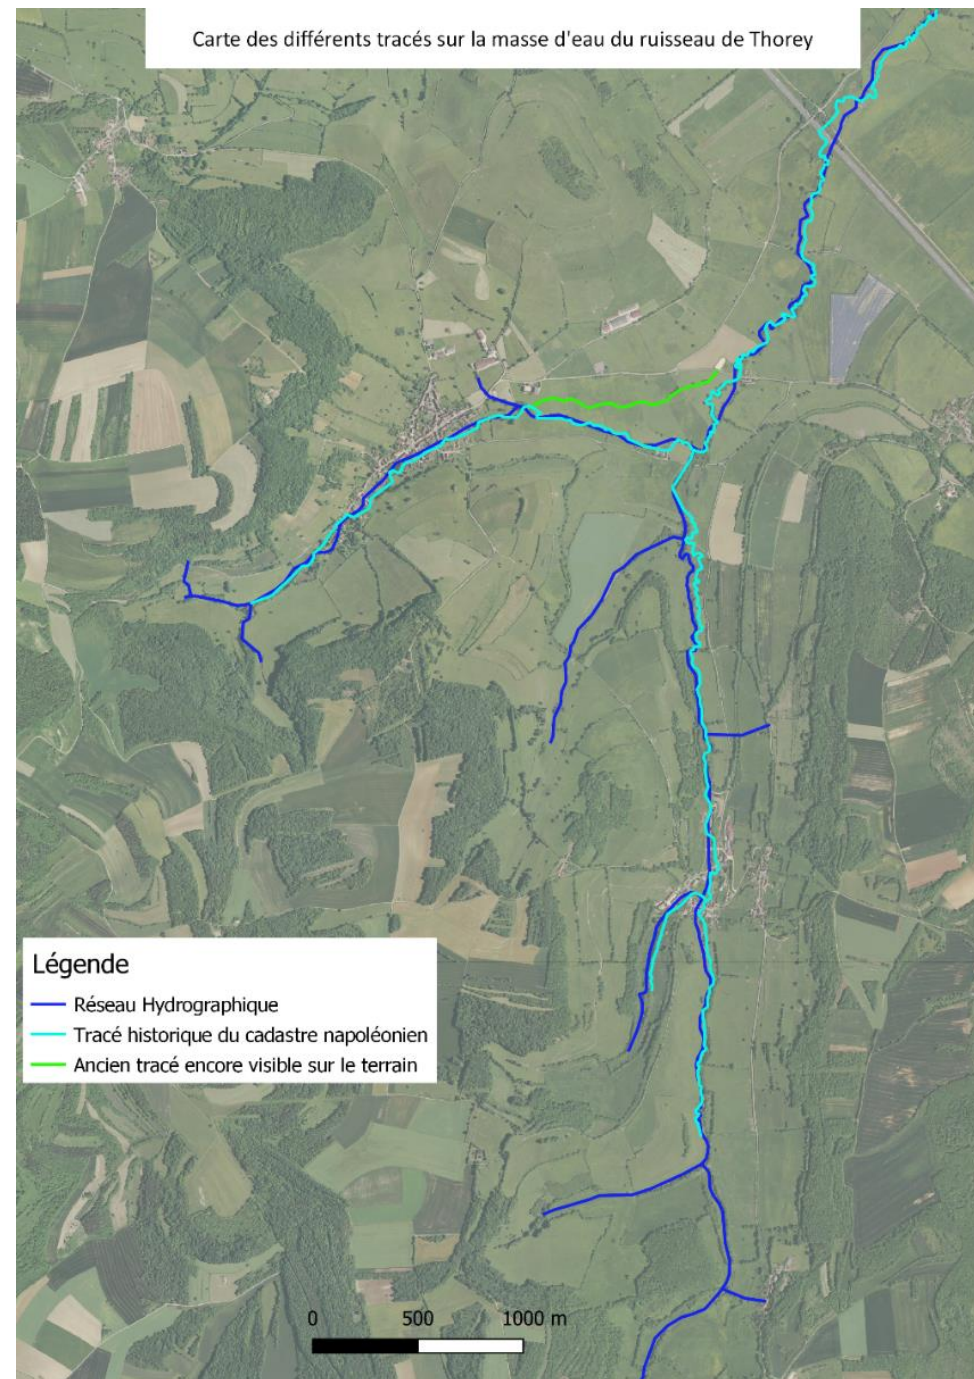 Carte des différents tracés sur la masse d'eau du ruisseau de Thorey
Légende
Réseau Hydrographique
Tracé historique du cadastre napoléonien
Ancien tracé encore visible sur le terrain
0 500 1000 m